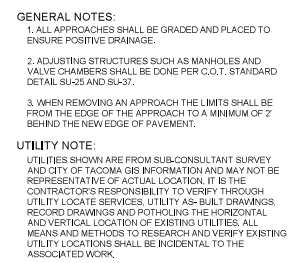 GENERAL NOTES:
1. ALL APPROACHES SHALL BE GRADED AND PLACED TO
ENSURE POSITIVE DRAINAGE.
2. ADJUSTING STRUCTURES SUCH AS MANHOLES AND
VALVE CHAMBERS SHALL BE DONE PER C.O.T. STANDARD
DETAIL SU-25 AND SU-37.
3. WHEN REMOVING AN APPROACH THE LIMITS SHALL BE
FROM THE EDGE OF THE APPROACH TO A MINIMUM OF 2'
BEHIND THE NEW EDGE OF PAVEMENT.
UTILITY NOTE:
UTILITIES SHOWN ARE FROM SUB-CONSULTANT SURVEY
AND CITY OF TACOMA GIS INFORMATION AND MAY NOT BE
REPRESENTATIVE OF ACTUAL LOCATION. IT IS THE
CONTRACTOR'S RESPONSIBILITY TO VERIFY THROUGH
UTILITY LOCATE SERVICES, UTILITY AS- BUILT DRAWINGS,
RECORD DRAWINGS AND POTHOLING THE HORIZONTAL
AND VERTICAL LOCATION OF EXISTING UTILITIES. ALL
MEANS AND METHODS TO RESEARCH AND VERIFY EXISTING
UTILITY LOCATIONS SHALL BE INCIDENTAL TO THE
ASSOCIATED WORK.